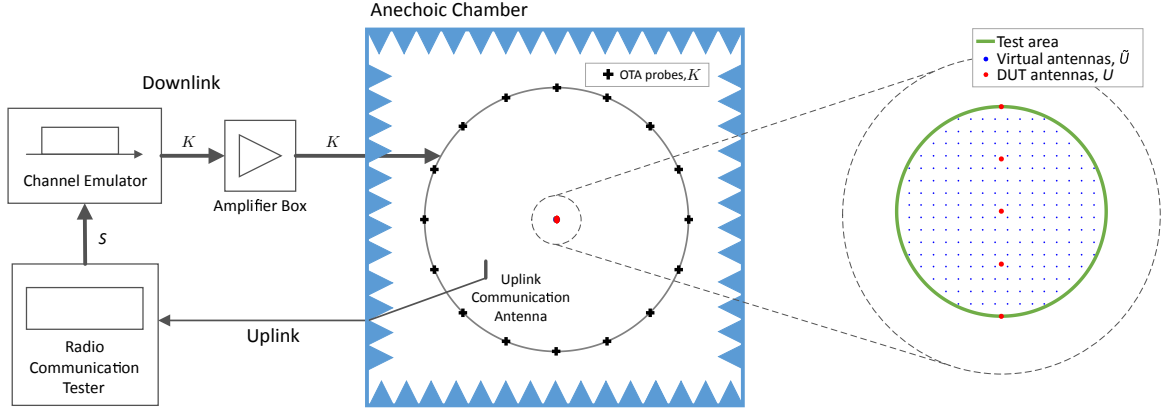 Anechoic Chamber
Test area
Virtual antennas, Ũ
DUT antennas, U
OTA probes, K
Downlink
K
K
Channel Emulator
Amplifier Box
S
Uplink
Communication
Antenna
Uplink
Radio
Communication
Tester